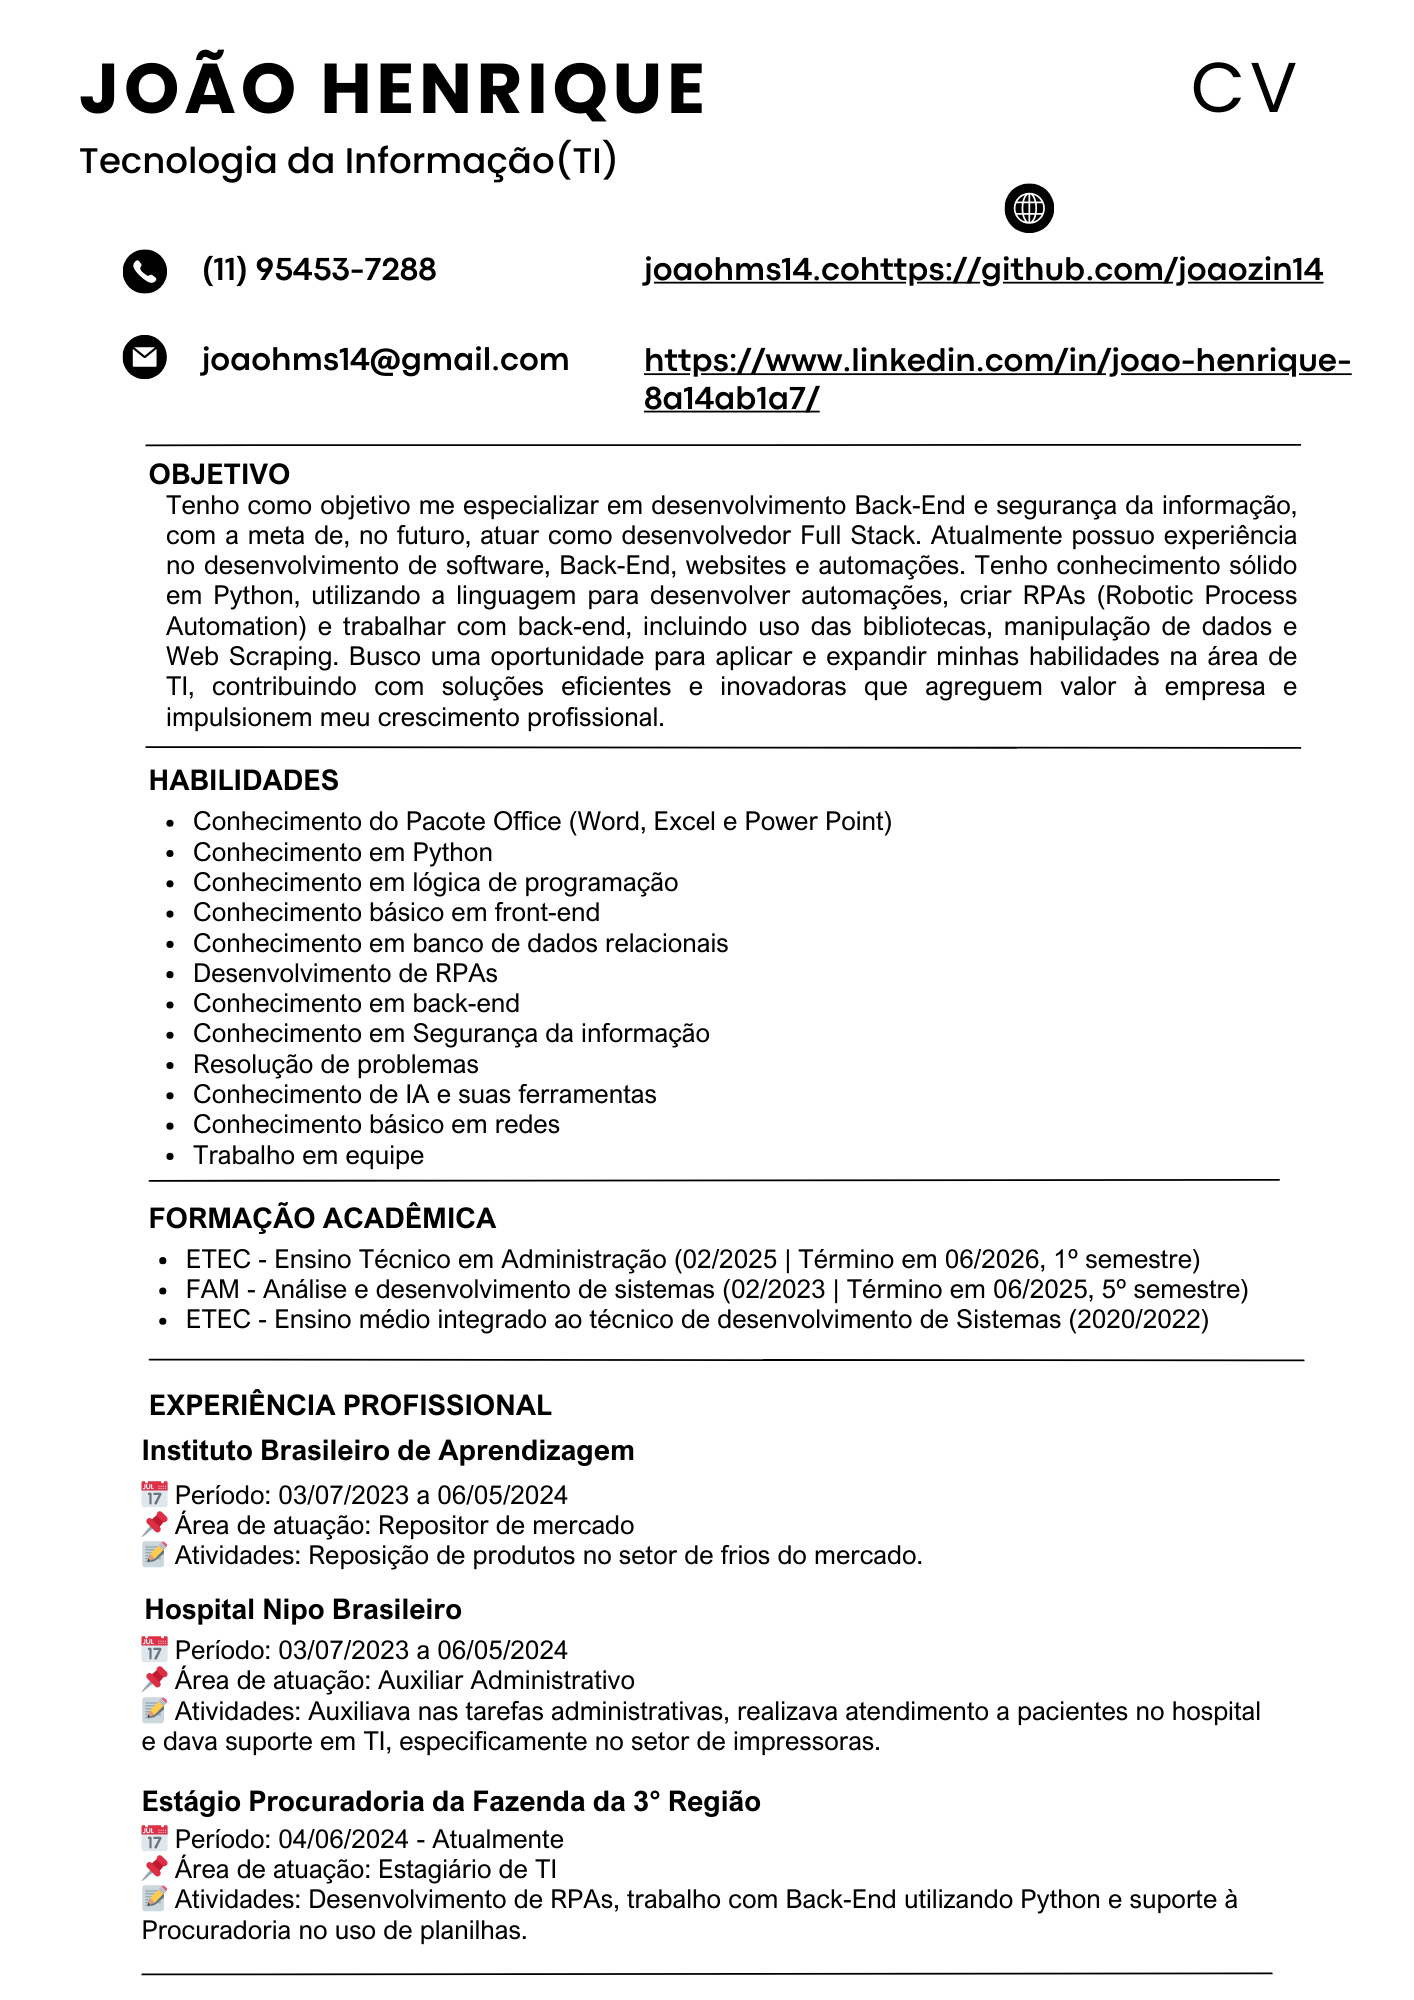 JOÃO HENRIQUE
CV
Tecnologia da Informação(TI)
(11) 95453-7288
joaohms14.cohttps://github.com/joaozin14
joaohms14@gmail.com
https://www.linkedin.com/in/joao-henrique-
8a14ab1a7/
OBJETIVO
Tenho como objetivo me especializar em desenvolvimento Back-End e segurança da informação,
com a meta de, no futuro, atuar como desenvolvedor Full Stack. Atualmente possuo experiência
no desenvolvimento de software, Back-End, websites e automações. Tenho conhecimento sólido
em Python, utilizando a linguagem para desenvolver automações, criar RPAs (Robotic Process
Automation) e trabalhar com back-end, incluindo uso das bibliotecas, manipulação de dados e
Web Scraping. Busco uma oportunidade para aplicar e expandir minhas habilidades na área de
TI, contribuindo com soluções eficientes e inovadoras que agreguem valor à empresa e
impulsionem meu crescimento profissional.
HABILIDADES
• Conhecimento do Pacote Office (Word, Excel e Power Point)
• Conhecimento em Python
• Conhecimento em lógica de programação
• Conhecimento básico em front-end
• Conhecimento em banco de dados relacionais
• Desenvolvimento de RPAs
• Conhecimento em back-end
• Conhecimento em Segurança da informação
• Resolução de problemas
• Conhecimento de IA e suas ferramentas
• Conhecimento básico em redes
• Trabalho em equipe
FORMAÇÃO ACADÊMICA
• ETEC - Ensino Técnico em Administração (02/2025 | Término em 06/2026, 1º semestre)
• FAM - Análise e desenvolvimento de sistemas (02/2023 | Término em 06/2025, 5º semestre)
• ETEC - Ensino médio integrado ao técnico de desenvolvimento de Sistemas (2020/2022)
EXPERIÊNCIA PROFISSIONAL
Instituto Brasileiro de Aprendizagem
📅 Período: 03/07/2023 a 06/05/2024
📌 Área de atuação: Repositor de mercado
📝 Atividades: Reposição de produtos no setor de frios do mercado.
Hospital Nipo Brasileiro
📅 Período: 03/07/2023 a 06/05/2024
📌 Área de atuação: Auxiliar Administrativo
📝 Atividades: Auxiliava nas tarefas administrativas, realizava atendimento a pacientes no hospital
e dava suporte em TI, especificamente no setor de impressoras.
Estágio Procuradoria da Fazenda da 3° Região
📅 Período: 04/06/2024 - Atualmente
📌 Área de atuação: Estagiário de TI
📝 Atividades: Desenvolvimento de RPAs, trabalho com Back-End utilizando Python e suporte à
Procuradoria no uso de planilhas.